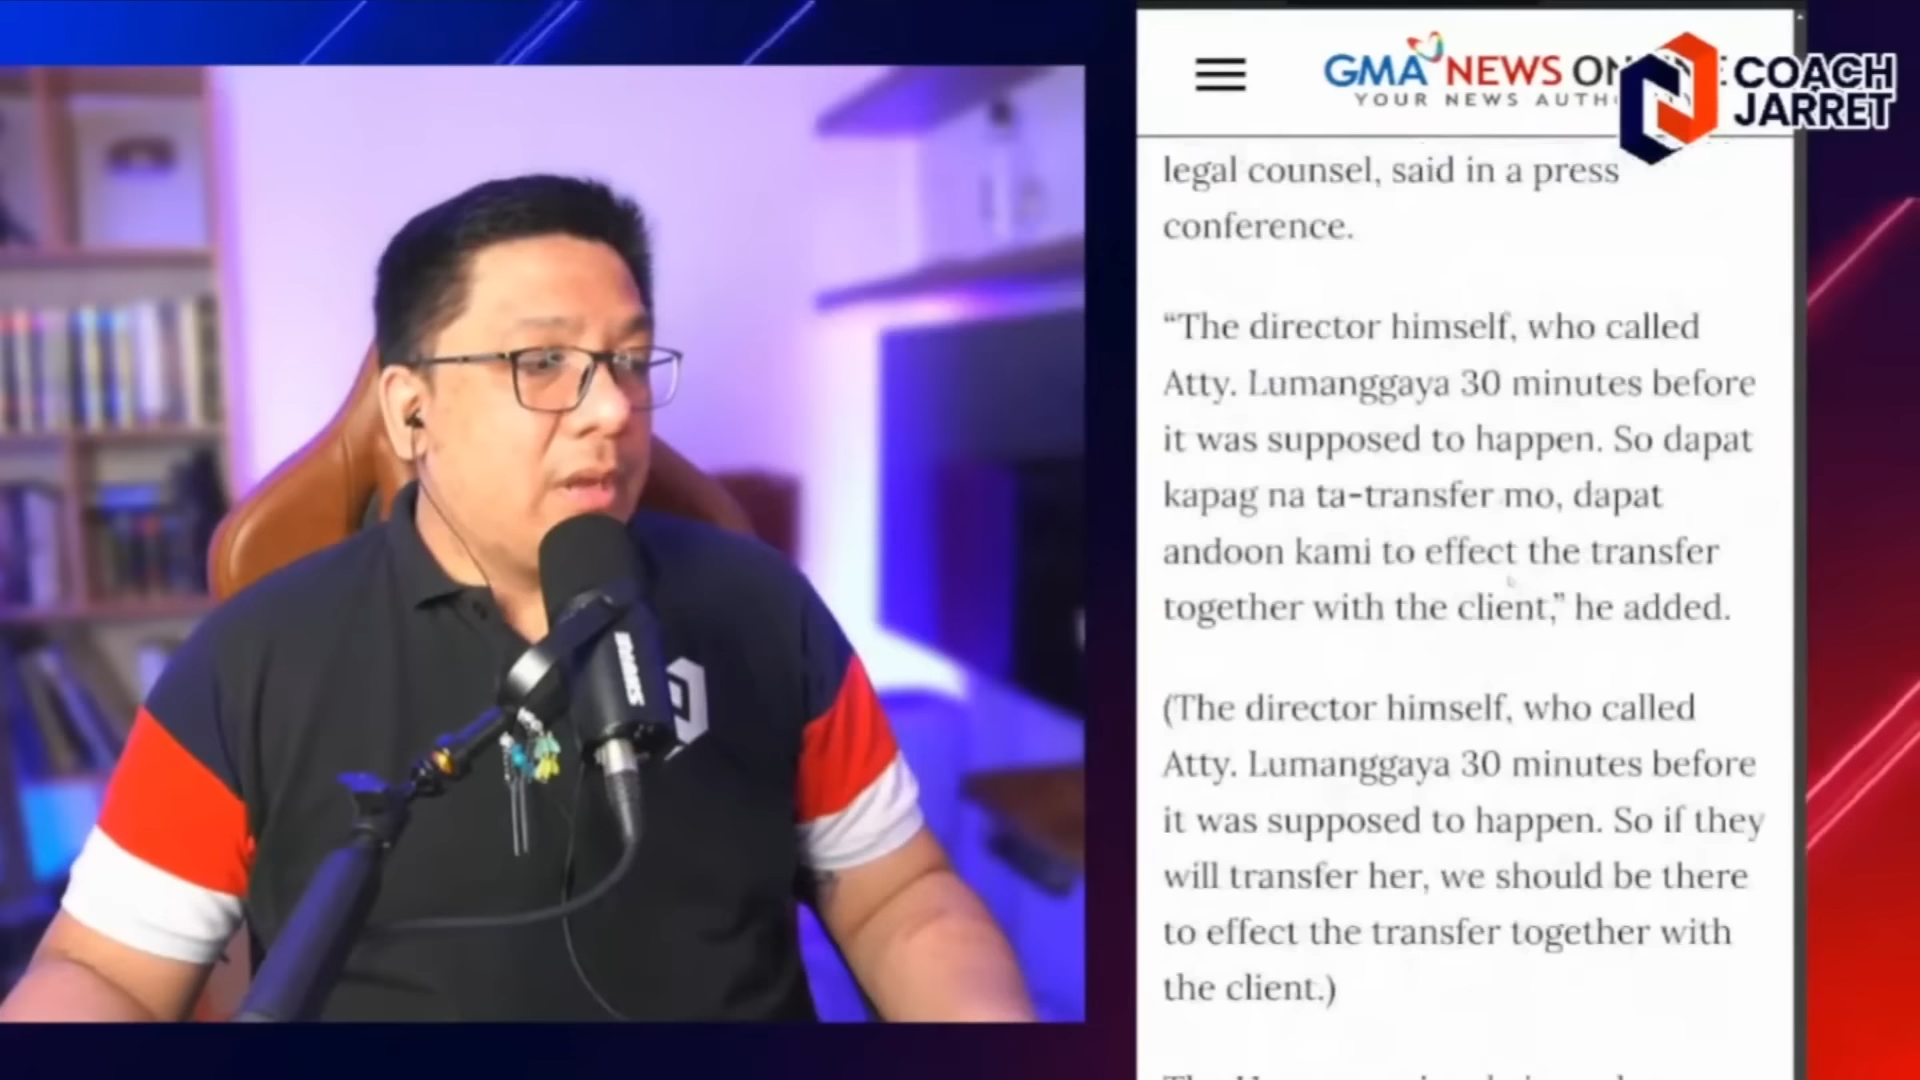 GMA NEWS ON
YOUR NEWS AUTH
COACH
JARRET
legal counsel, said in a press
conference.
“The director himself, who called
Atty. Lumanggaya 30 minutes before
it was supposed to happen. So dapat
kapag na ta-transfer mo, dapat
andoon kami to effect the transfer
together with the client,” he added.
(The director himself, who called
Atty. Lumanggaya 30 minutes before
it was supposed to happen. So if they
will transfer her, we should be there
to effect the transfer together with
the client.)